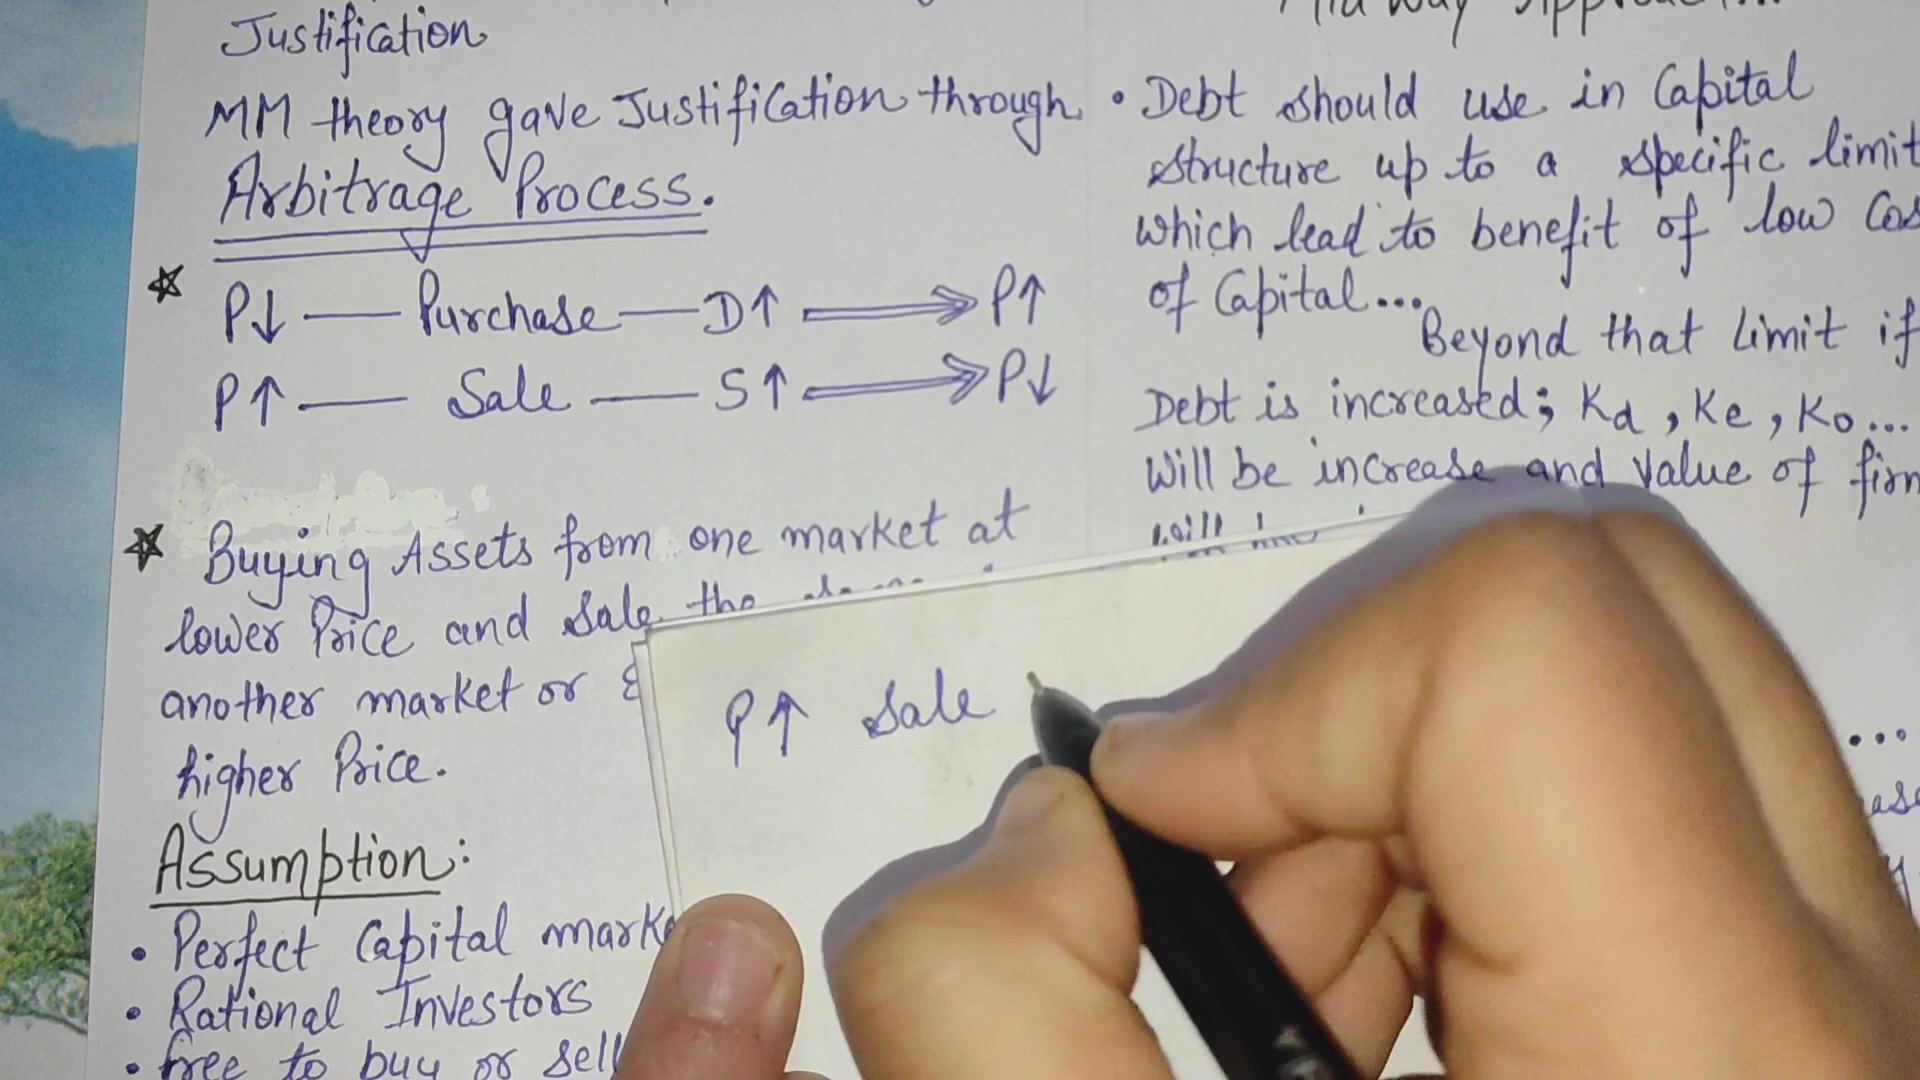 Justification
MM theory gave Justification through
Arbitrage Process.
P↓ — Purchase — D↑ ⟹ P↑
P↑ — Sale — S↑ ⟹ P↓
Buying Assets from one market at
lower Price and Sale the
another market or
higher Price.
Assumption:
• Perfect Capital
• Rational Investors
• free to buy or sell
Midway
• Debt should use in Capital
structure up to a specific limit
which lead to benefit of low
of Capital...
Beyond that limit if
Debt is increased; Kd, Ke, Ko...
Will be increase and Value of
will
P↑ Sale